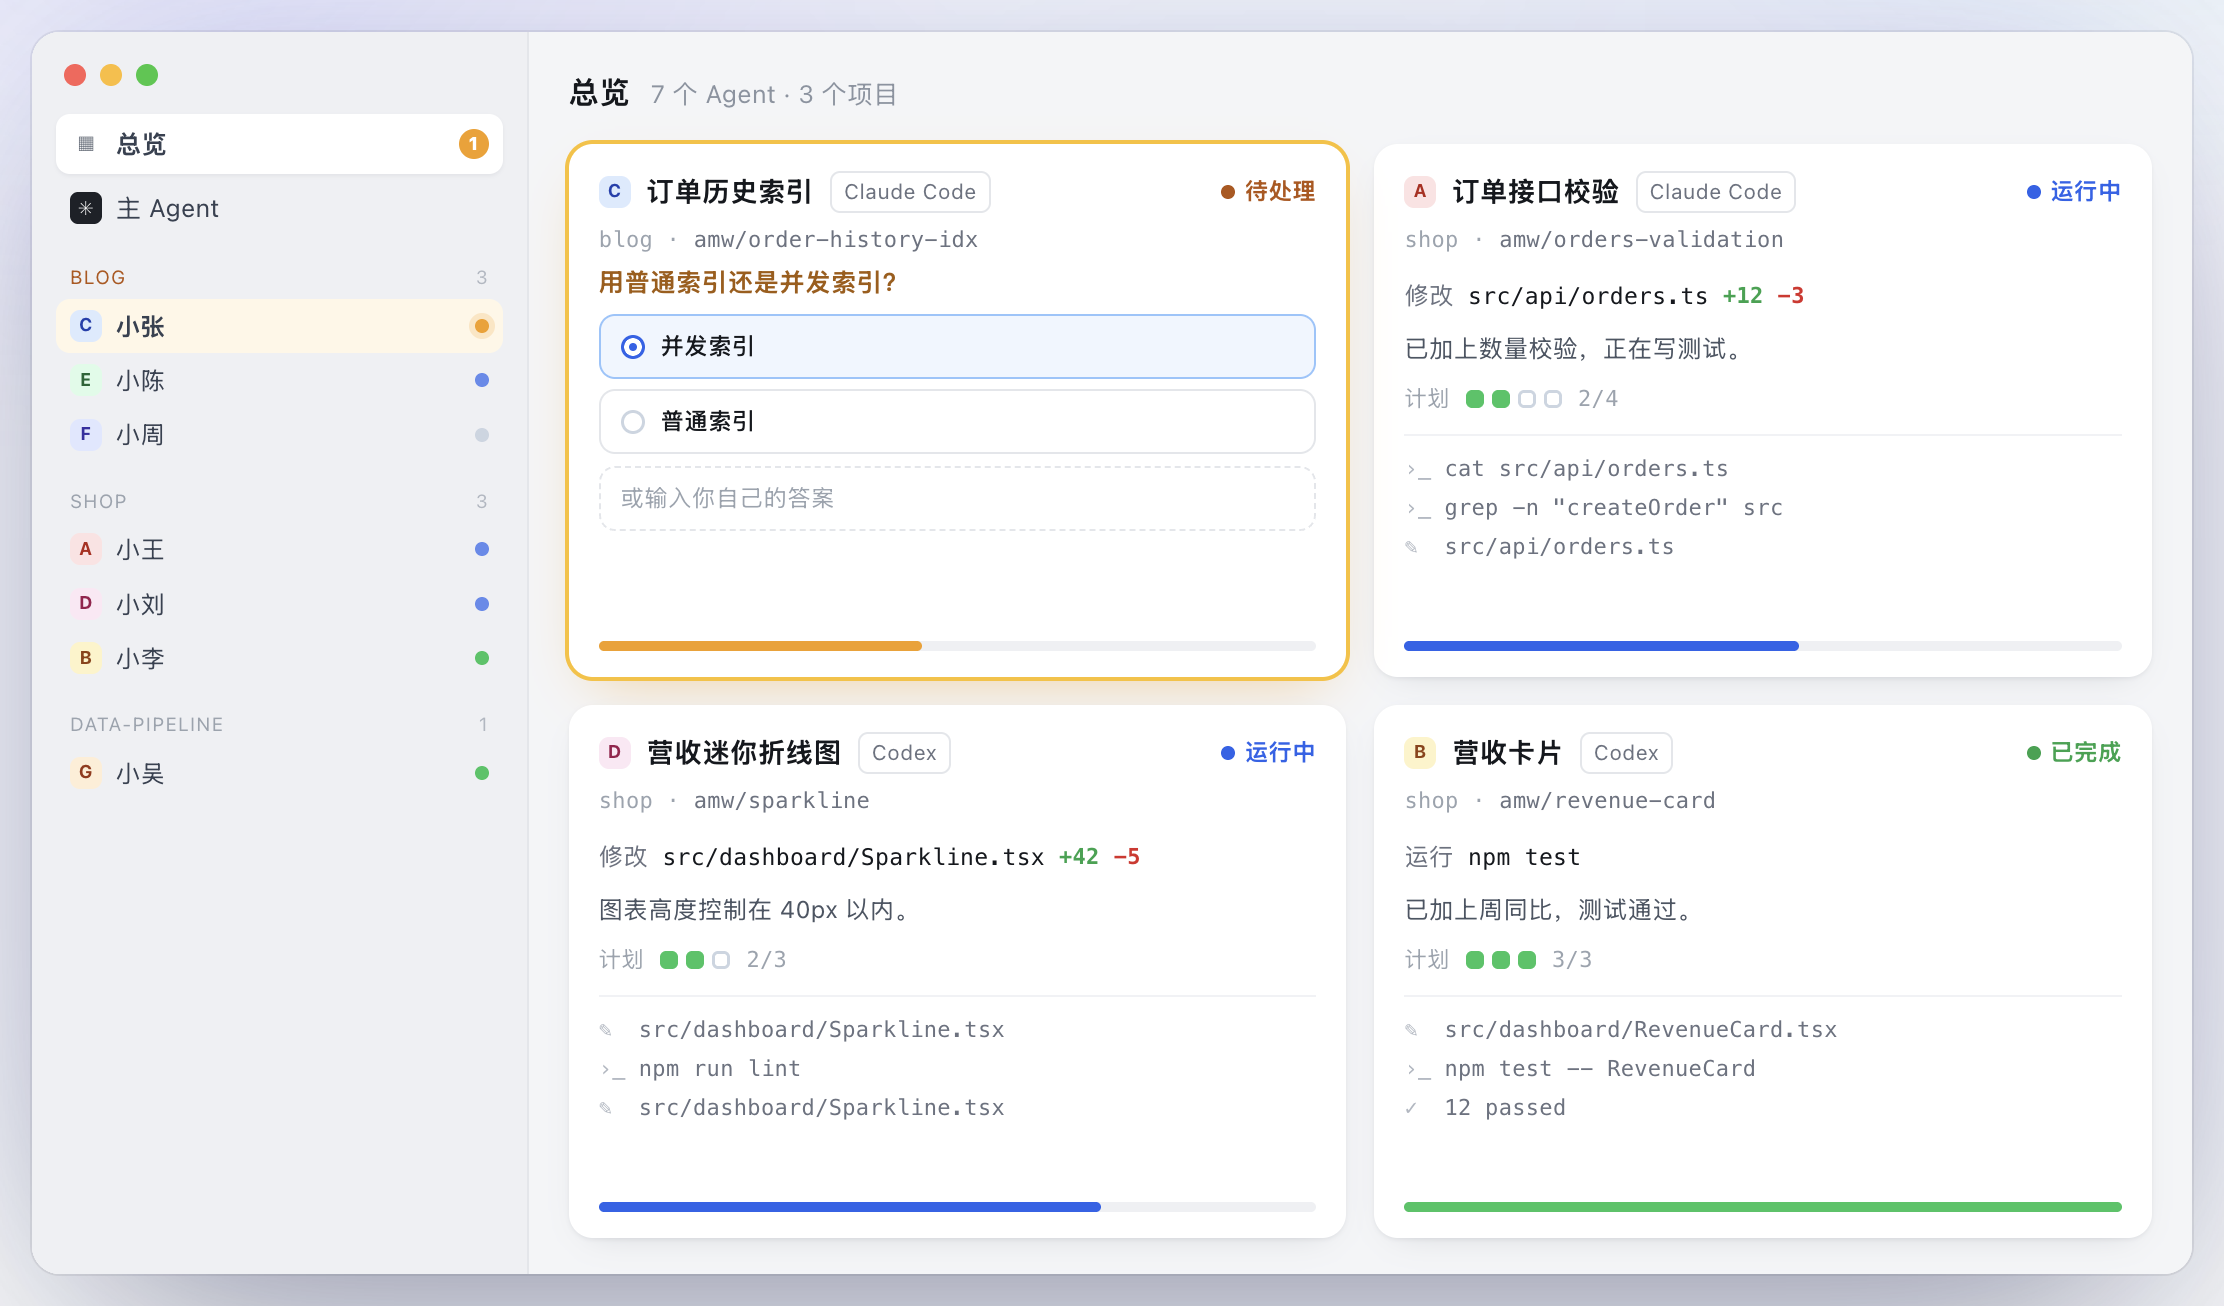 总览 1
主 Agent
BLOG 3
C 小张
E 小陈
F 小周
SHOP 3
A 小王
D 小刘
B 小李
DATA-PIPELINE 1
G 小吴
总览 7 个 Agent · 3 个项目
C 订单历史索引 Claude Code 待处理
blog · amw/order-history-idx
用普通索引还是并发索引?
并发索引
普通索引
或输入你自己的答案
A 订单接口校验 Claude Code 运行中
shop · amw/orders-validation
修改 src/api/orders.ts +12 −3
已加上数量校验，正在写测试。
计划 2/4
›_ cat src/api/orders.ts
›_ grep -n "createOrder" src
✎ src/api/orders.ts
D 营收迷你折线图 Codex 运行中
shop · amw/sparkline
修改 src/dashboard/Sparkline.tsx +42 −5
图表高度控制在 40px 以内。
计划 2/3
✎ src/dashboard/Sparkline.tsx
›_ npm run lint
✎ src/dashboard/Sparkline.tsx
B 营收卡片 Codex 已完成
shop · amw/revenue-card
运行 npm test
已加上周同比，测试通过。
计划 3/3
✎ src/dashboard/RevenueCard.tsx
›_ npm test -- RevenueCard
✓ 12 passed